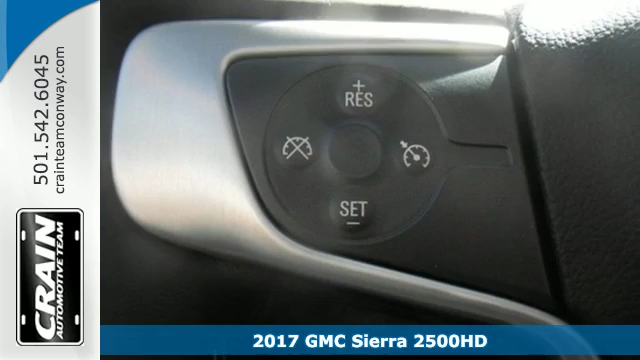 501.542.6045
crainteamconway.com
CRAIN
AUTOMOTIVE TEAM
+
RES
SET
–
2017 GMC Sierra 2500HD